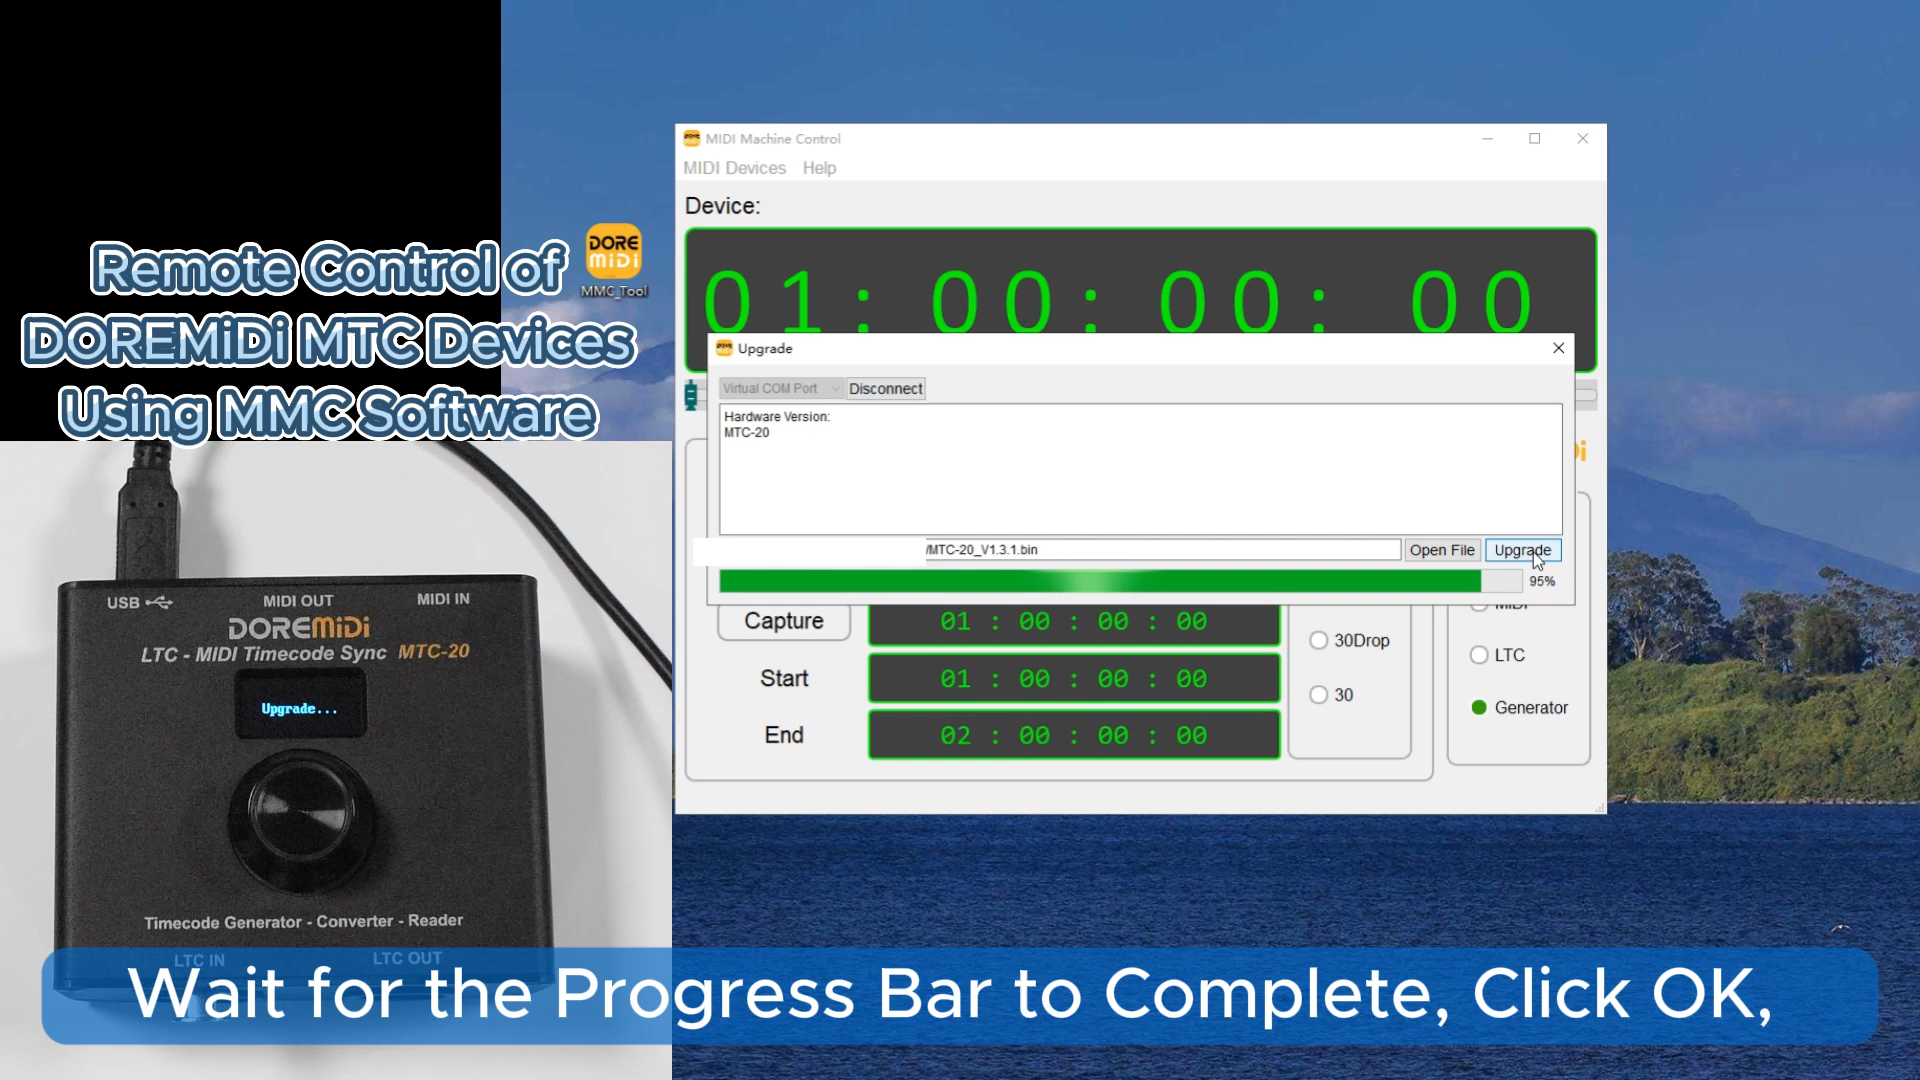 Remote Control of
DOREMiDi MTC Devices
Using MMC Software
DORE
MiDi
MMC_Tool
MIDI Machine Control
MIDI Devices Help
Device:
01: 00: 00: 00
Upgrade
Virtual COM Port Disconnect
Hardware Version:
MTC-20
/MTC-20_V1.3.1.bin Open File Upgrade
95%
Capture 01 : 00 : 00 : 00
Start 01 : 00 : 00 : 00
End 02 : 00 : 00 : 00
30Drop
30
MIDI
LTC
Generator
USB MIDI OUT MIDI IN
DOREMiDi
LTC - MIDI Timecode Sync MTC-20
Upgrade...
Timecode Generator - Converter - Reader
LTC IN LTC OUT
Wait for the Progress Bar to Complete, Click OK,